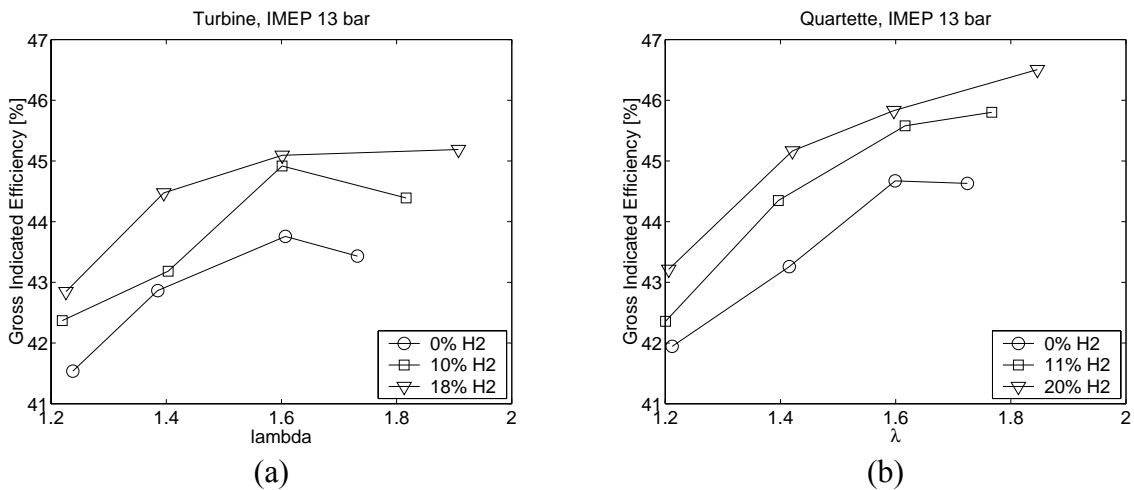 Turbine, IMEP 13 bar
47
46
45
44
43
42
41
Gross Indicated Efficiency [%]
0% H2
10% H2
18% H2
1.2 1.4 1.6 1.8 2
lambda
(a)
Quartette, IMEP 13 bar
47
46
45
44
43
42
41
Gross Indicated Efficiency [%]
0% H2
11% H2
20% H2
1.2 1.4 1.6 1.8 2
λ
(b)